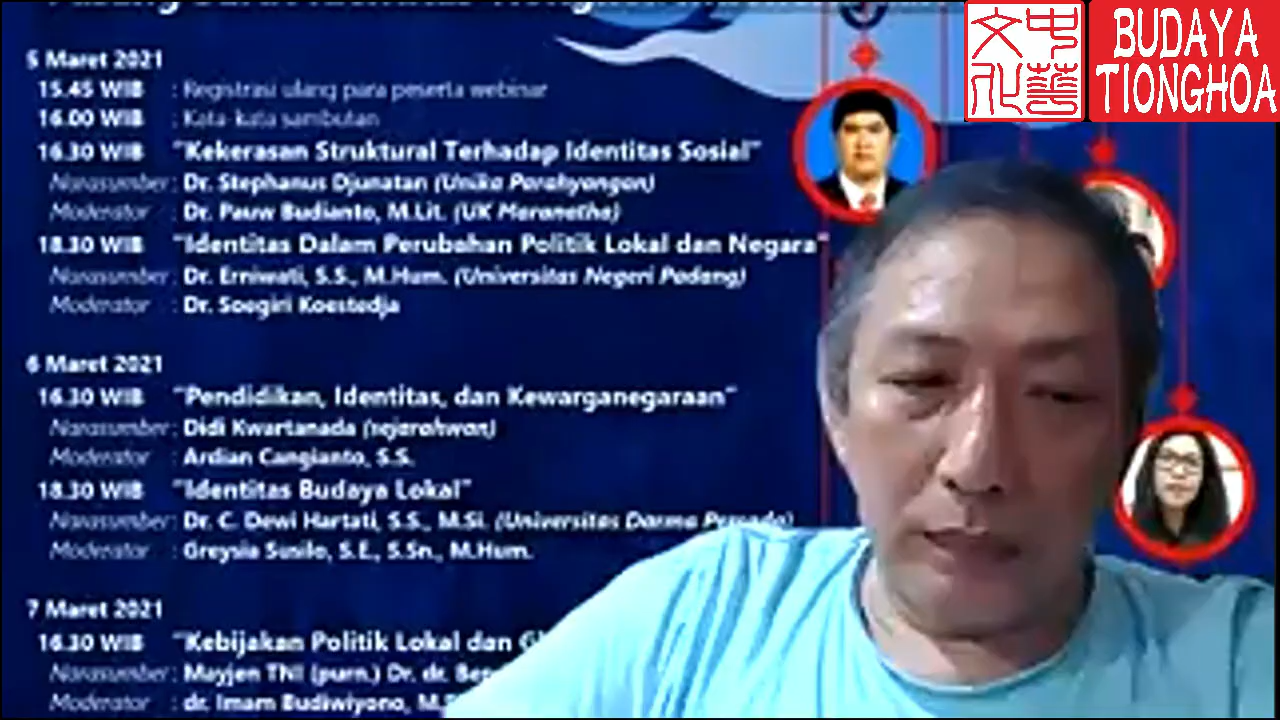 5 Maret 2021
15.45 WIB : Registrasi ulang para peserta webinar
16.00 WIB : Kata-kata sambutan
16.30 WIB "Kekerasan Struktural Terhadap Identitas Sosial"
Narasumber : Dr. Stephanus Djunatan (Unika Parahyangan)
Moderator : Dr. Pauw Budianto, M.Lit. (UK Maranatha)
18.30 WIB "Identitas Dalam Perubahan Politik Lokal dan Negara"
Narasumber : Dr. Erniwati, S.S., M.Hum. (Universitas Negeri Padang)
Moderator : Dr. Soegiri Koestedja
6 Maret 2021
16.30 WIB "Pendidikan, Identitas, dan Kewarganegaraan"
Narasumber : Didi Kwartanada (sejarahwan)
Moderator : Ardian Cangianto, S.S.
18.30 WIB "Identitas Budaya Lokal"
Narasumber : Dr. C. Dewi Hartati, S.S., M.Si. (Universitas Darma Persada)
Moderator : Greysia Susilo, S.E., S.Sn., M.Hum.
7 Maret 2021
16.30 WIB "Kebijakan Politik Lokal dan
Narasumber : Mayjen TNI (purn.) Dr. dr.
Moderator : dr. Imam Budiwiyono,
文中
化華
BUDAYA
TIONGHOA